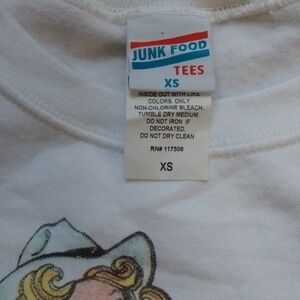 JUNK FOOD
TEES
XS
INSIDE OUT WITH LIKE
COLORS. ONLY
NON-CHLORINE BLEACH.
TUMBLE DRY MEDIUM.
DO NOT IRON IF
DECORATED.
DO NOT DRY CLEAN
RN# 117508
XS